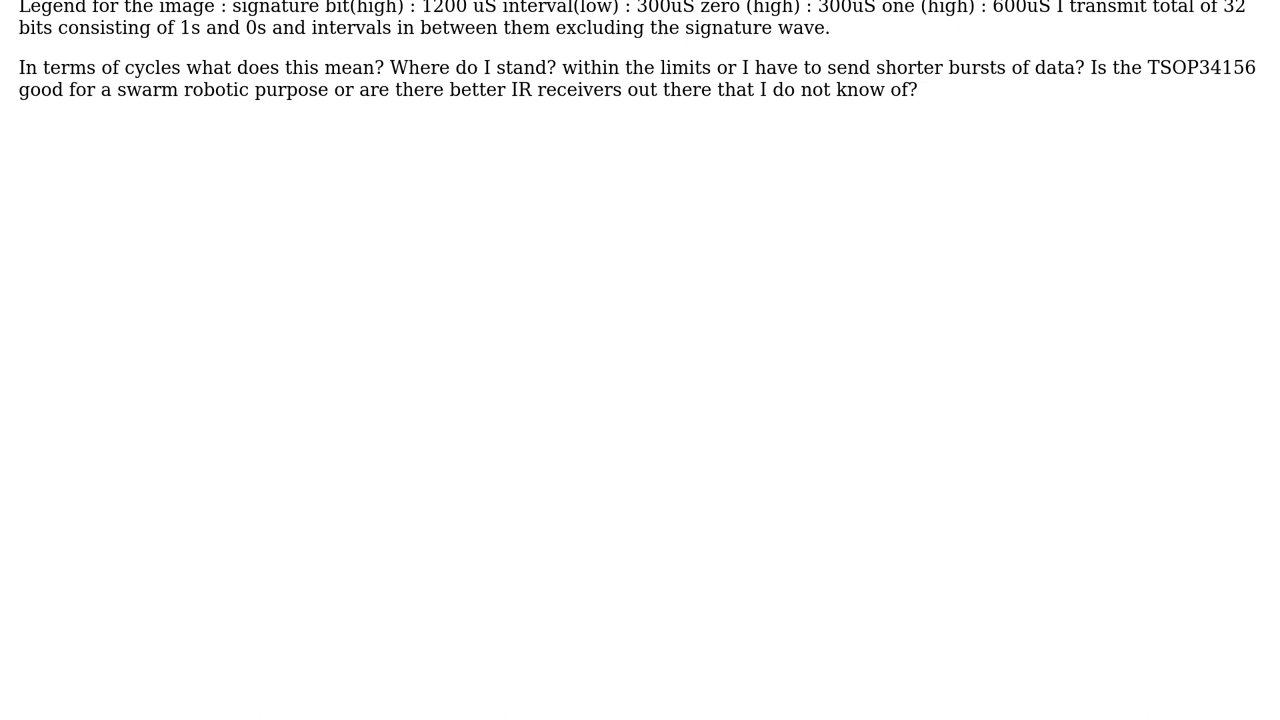 Legend for the image : signature bit(high) : 1200 uS interval(low) : 300uS zero (high) : 300uS one (high) : 600uS I transmit total of 32
bits consisting of 1s and 0s and intervals in between them excluding the signature wave.
In terms of cycles what does this mean? Where do I stand? within the limits or I have to send shorter bursts of data? Is the TSOP34156
good for a swarm robotic purpose or are there better IR receivers out there that I do not know of?